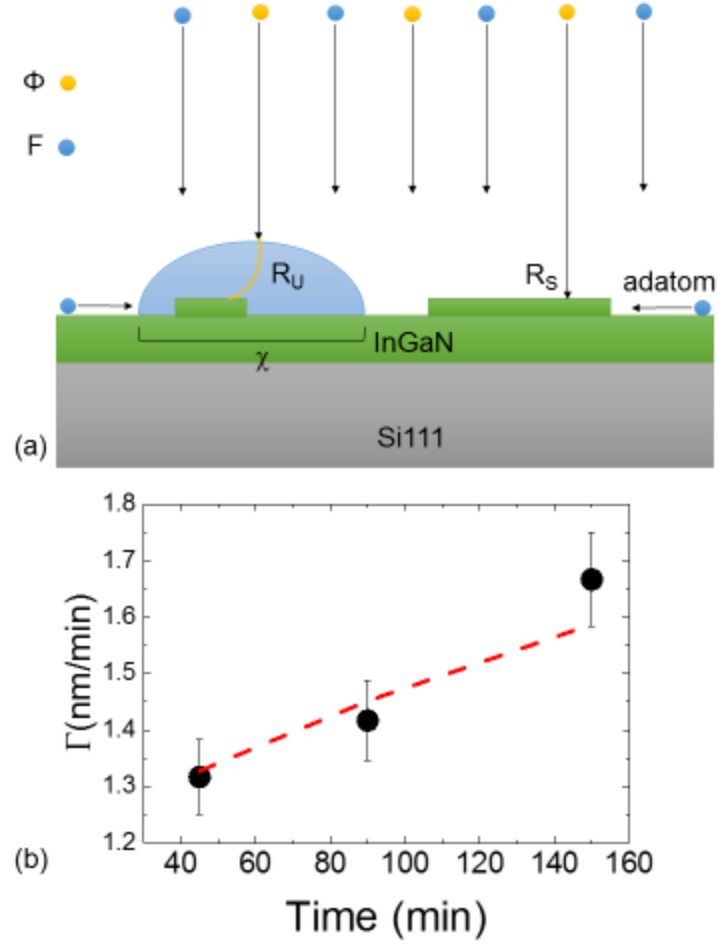 Φ
F
R_U
R_S
adatom
χ
InGaN
Si111
(a)
1.8
1.7
1.6
1.5
1.4
1.3
1.2
Γ(nm/min)
40 60 80 100 120 140 160
Time (min)
(b)